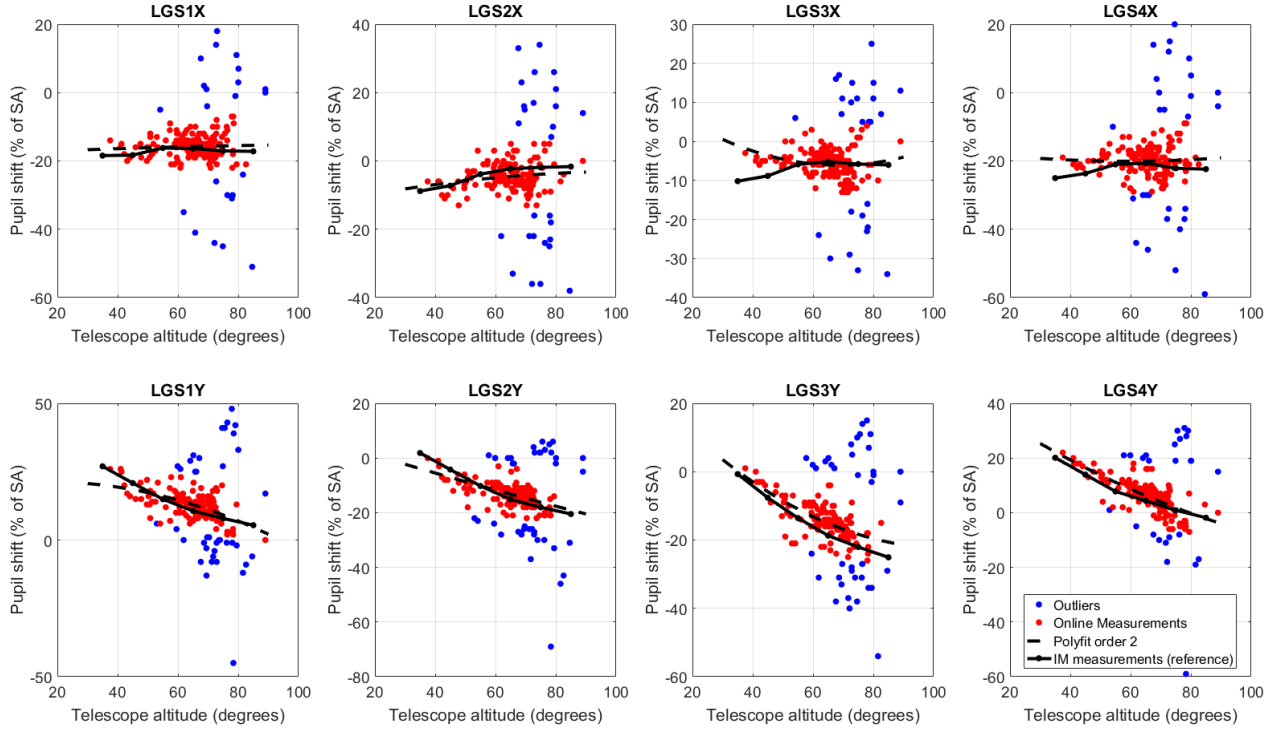 LGS1X
LGS2X
LGS3X
LGS4X
20
0
-20
-40
-60
20 40 60 80 100
Pupil shift (% of SA)
Telescope altitude (degrees)
40
20
0
-20
-40
20 40 60 80 100
Pupil shift (% of SA)
Telescope altitude (degrees)
30
20
10
0
-10
-20
-30
-40
20 40 60 80 100
Pupil shift (% of SA)
Telescope altitude (degrees)
20
0
-20
-40
-60
20 40 60 80 100
Pupil shift (% of SA)
Telescope altitude (degrees)
LGS1Y
LGS2Y
LGS3Y
LGS4Y
50
0
-50
20 40 60 80 100
Pupil shift (% of SA)
Telescope altitude (degrees)
20
0
-20
-40
-60
-80
20 40 60 80 100
Pupil shift (% of SA)
Telescope altitude (degrees)
20
0
-20
-40
-60
20 40 60 80 100
Pupil shift (% of SA)
Telescope altitude (degrees)
40
20
0
-20
-40
-60
20 40 60 80 100
Pupil shift (% of SA)
Telescope altitude (degrees)
Outliers
Online Measurements
Polyfit order 2
IM measurements (reference)